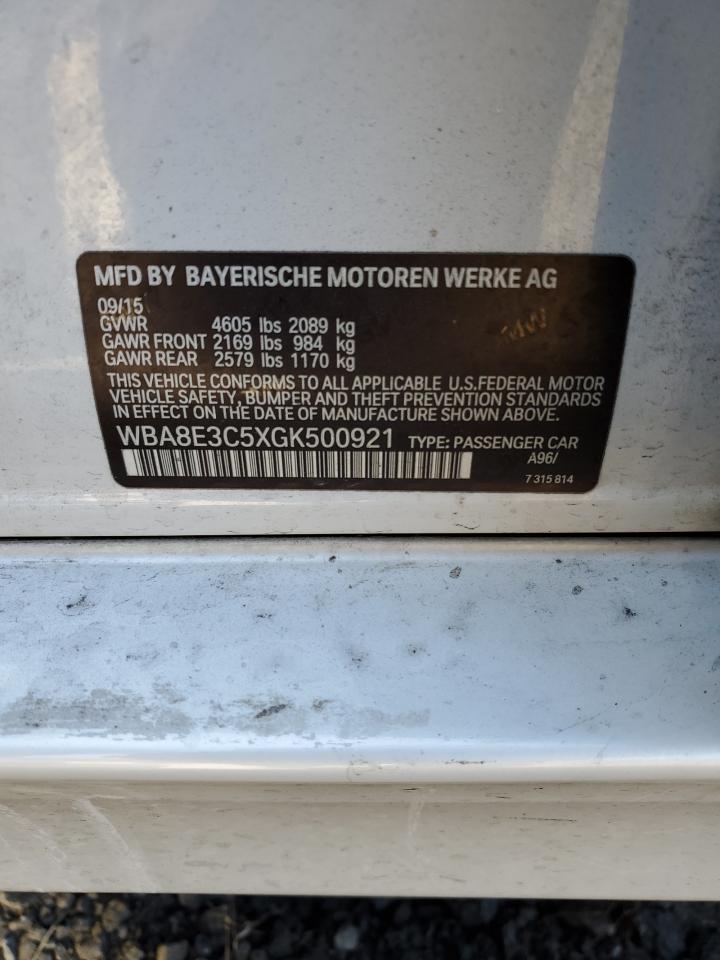 MFD BY BAYERISCHE MOTOREN WERKE AG
09/15
GVWR 4605 lbs 2089 kg
GAWR FRONT 2169 lbs 984 kg
GAWR REAR 2579 lbs 1170 kg
THIS VEHICLE CONFORMS TO ALL APPLICABLE U.S.FEDERAL MOTOR
VEHICLE SAFETY, BUMPER AND THEFT PREVENTION STANDARDS
IN EFFECT ON THE DATE OF MANUFACTURE SHOWN ABOVE.
WBA8E3C5XGK500921 TYPE: PASSENGER CAR
A96/
7 315 814